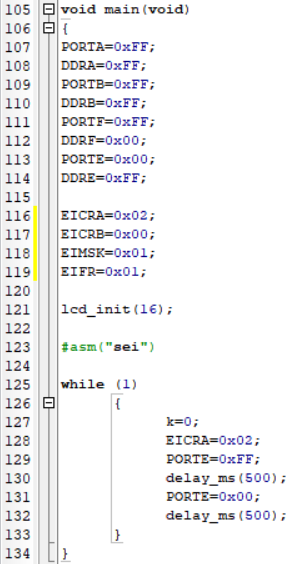 105 void main(void)
106 {
107 PORTA=0xFF;
108 DDRA=0xFF;
109 PORTB=0xFF;
110 DDRB=0xFF;
111 PORTF=0xFF;
112 DDRF=0x00;
113 PORTE=0x00;
114 DDRE=0xFF;
115
116 EICRA=0x02;
117 EICRB=0x00;
118 EIMSK=0x01;
119 EIFR=0x01;
120
121 lcd_init(16);
122
123 #asm("sei")
124
125 while (1)
126 {
127 k=0;
128 EICRA=0x02;
129 PORTE=0xFF;
130 delay_ms(500);
131 PORTE=0x00;
132 delay_ms(500);
133 }
134 }